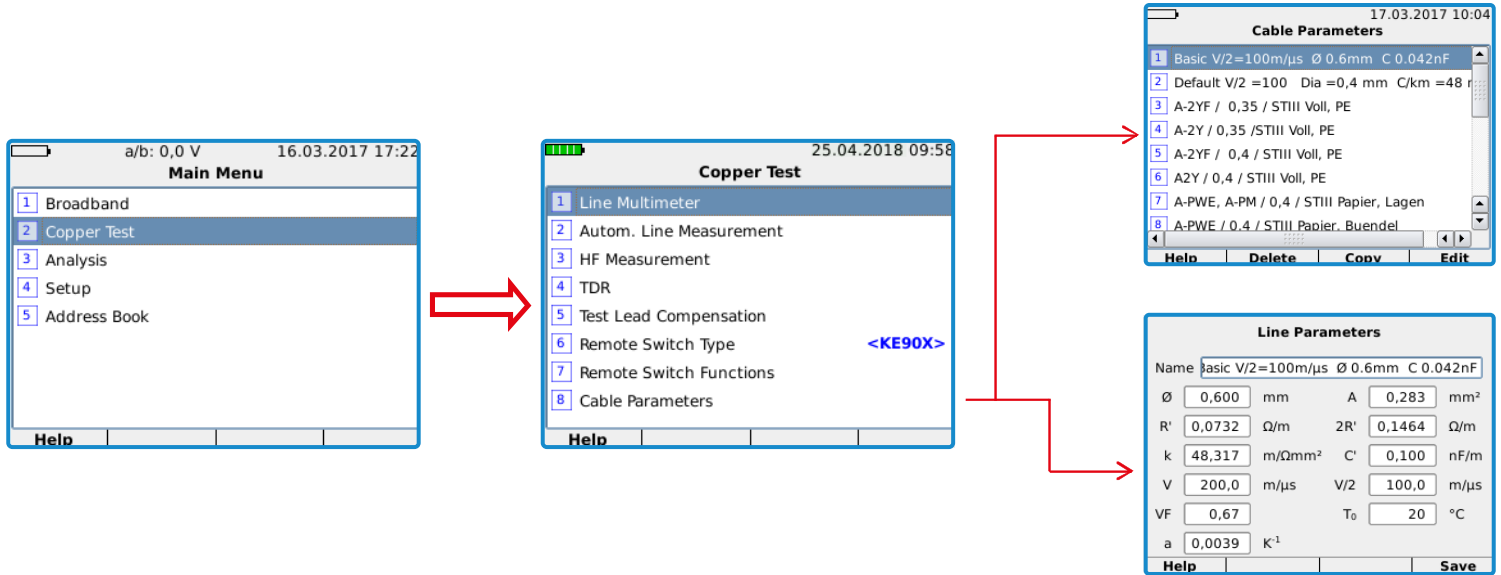 a/b: 0,0 V 16.03.2017 17:22
Main Menu
1 Broadband
2 Copper Test
3 Analysis
4 Setup
5 Address Book
Help
25.04.2018 09:58
Copper Test
1 Line Multimeter
2 Autom. Line Measurement
3 HF Measurement
4 TDR
5 Test Lead Compensation
6 Remote Switch Type <KE90X>
7 Remote Switch Functions
8 Cable Parameters
Help
17.03.2017 10:04
Cable Parameters
1 Basic V/2=100m/µs Ø 0.6mm C 0.042nF
2 Default V/2 =100 Dia =0,4 mm C/km =48
3 A-2YF / 0,35 / STIII Voll, PE
4 A-2Y / 0,35 /STIII Voll, PE
5 A-2YF / 0,4 / STIII Voll, PE
6 A2Y / 0,4 / STIII Voll, PE
7 A-PWE, A-PM / 0,4 / STIII Papier, Lagen
8 A-PWE / 0,4 / STIII Papier, Buendel
Help Delete Copy Edit
Line Parameters
Name Basic V/2=100m/µs Ø 0.6mm C 0.042nF
Ø 0,600 mm A 0,283 mm²
R' 0,0732 Ω/m 2R' 0,1464 Ω/m
k 48,317 m/Ωmm² C' 0,100 nF/m
V 200,0 m/µs V/2 100,0 m/µs
VF 0,67 T₀ 20 °C
a 0,0039 K⁻¹
Help Save